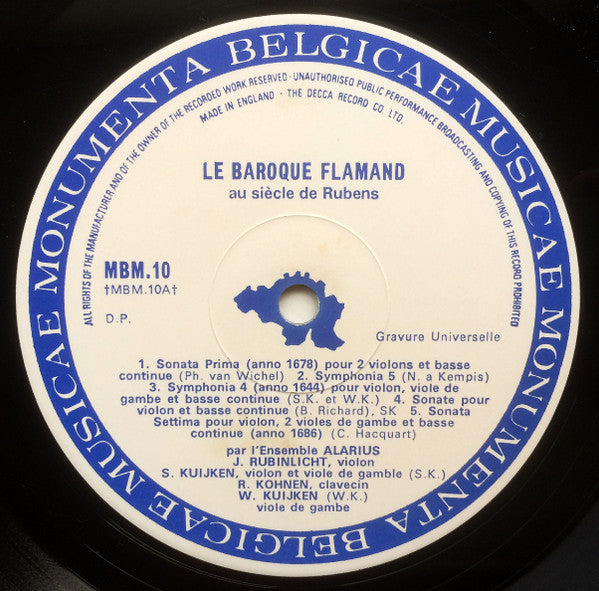 MONUMENTA BELGICAE MUSICAE MONUMENTA BELGICAE MUSICAE
ALL RIGHTS OF THE MANUFACTURER AND OF THE OWNER OF THE RECORDED WORK RESERVED · UNAUTHORISED PUBLIC PERFORMANCE BROADCASTING AND COPYING OF THIS RECORD PROHIBITED
MADE IN ENGLAND · THE DECCA RECORD CO LTD.
LE BAROQUE FLAMAND
au siècle de Rubens
MBM.10
†MBM.10A†
D.P.
Gravure Universelle
1. Sonata Prima (anno 1678) pour 2 violons et basse
continue (Ph. van Wichel) 2. Symphonia 5 (N. a Kempis)
3. Symphonia 4 (anno 1644) pour violon, viole de
gambe et basse continue (S.K. et W.K.) 4. Sonate pour
violon et basse continue (B. Richard), SK 5. Sonata
Settima pour violon, 2 violes de gambe et basse
continue (anno 1686) (C. Hacquart)
par l'Ensemble ALARIUS
J. RUBINLICHT, violon
S. KUIJKEN, violon et viole de gamble (S.K.)
R. KOHNEN, clavecin
W. KUIJKEN (W.K.)
viole de gambe